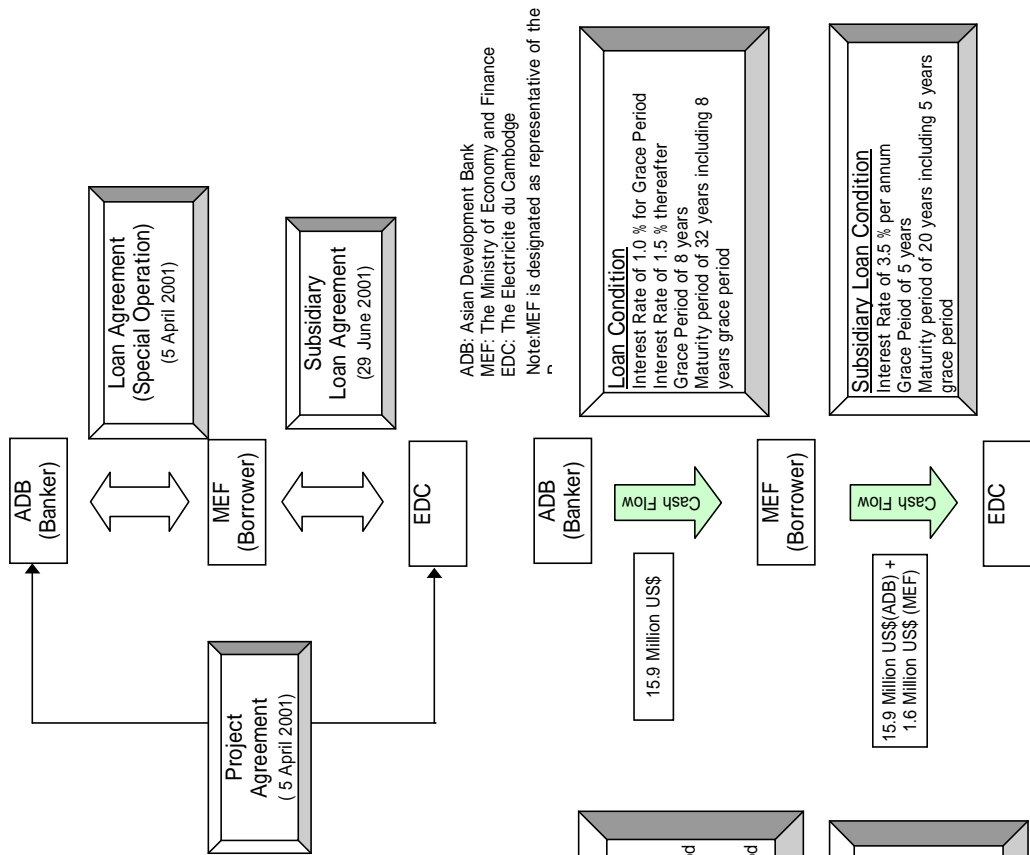 ADB
(Banker)
Loan Agreement
(Special Operation)
(5 April 2001)
MEF
(Borrower)
Project
Agreement
( 5 April 2001)
Subsidiary
Loan Agreement
(29 June 2001)
EDC
ADB: Asian Development Bank
MEF: The Ministry of Economy and Finance
EDC: The Electricite du Cambodge
Note:MEF is designated as representative of the
ADB
(Banker)
Cash Flow
15.9 Million US$
Loan Condition
Interest Rate of 1.0 % for Grace Period
Interest Rate of 1.5 % thereafter
Grace Period of 8 years
Maturity period of 32 years including 8
years grace period
MEF
(Borrower)
Cash Flow
15.9 Million US$(ADB) +
1.6 Million US$ (MEF)
Subsidiary Loan Condition
Interest Rate of 3.5 % per annum
Grace Peiod of 5 years
Maturity period of 20 years including 5 years
grace period
EDC